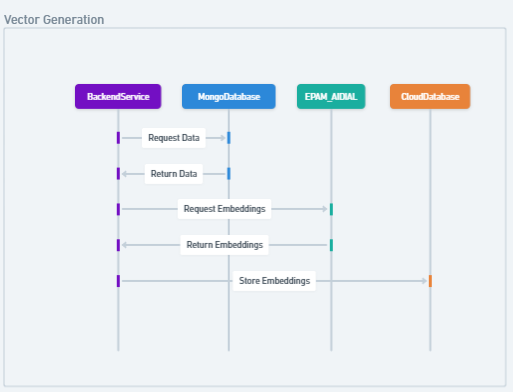 Vector Generation
BackendService MongoDatabase EPAM_AIDIAL CloudDatabase
Request Data
Return Data
Request Embeddings
Return Embeddings
Store Embeddings